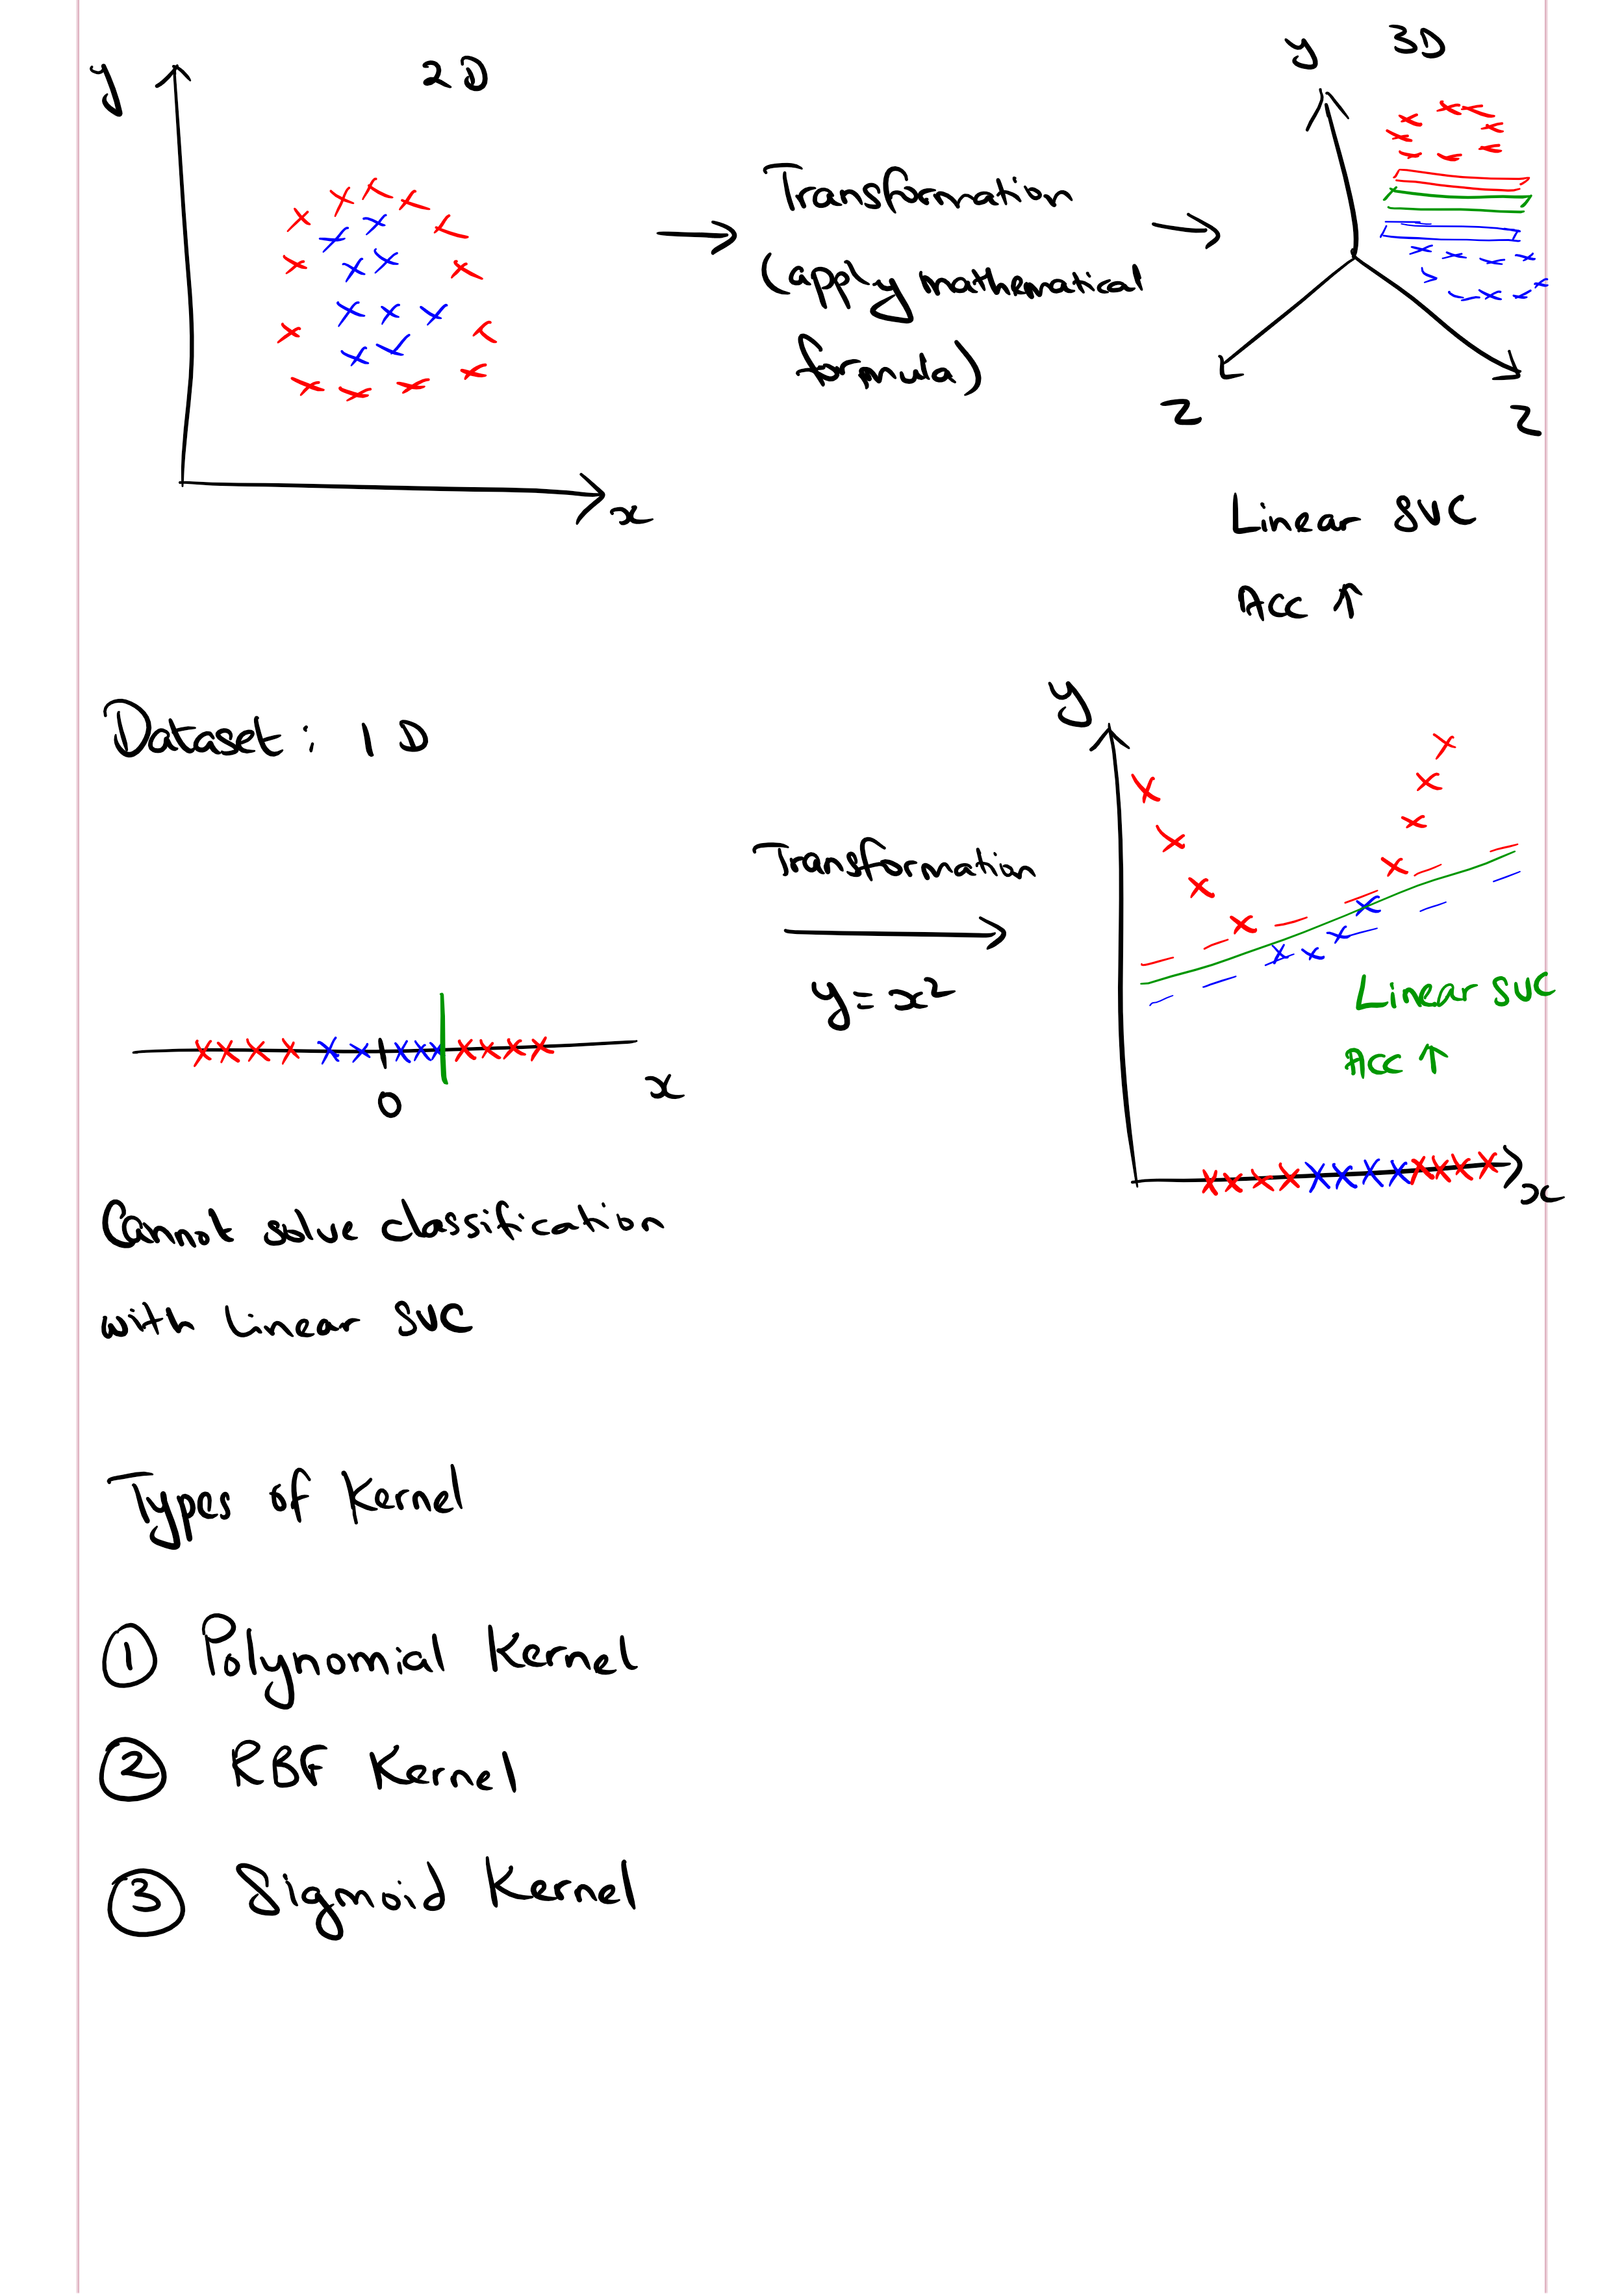 y
2D
x
→ Transformation →
(apply mathematical
formula)
y
3D
z
z
Linear SVC
Acc ↑
Dataset: 1D
0
x
Transformation
→
y = x²
y
Linear SVC
Acc ↑
x
Cannot solve classification
with linear SVC
Types of Kernel
① Polynomial Kernel
② RBF Kernel
③ Sigmoid Kernel